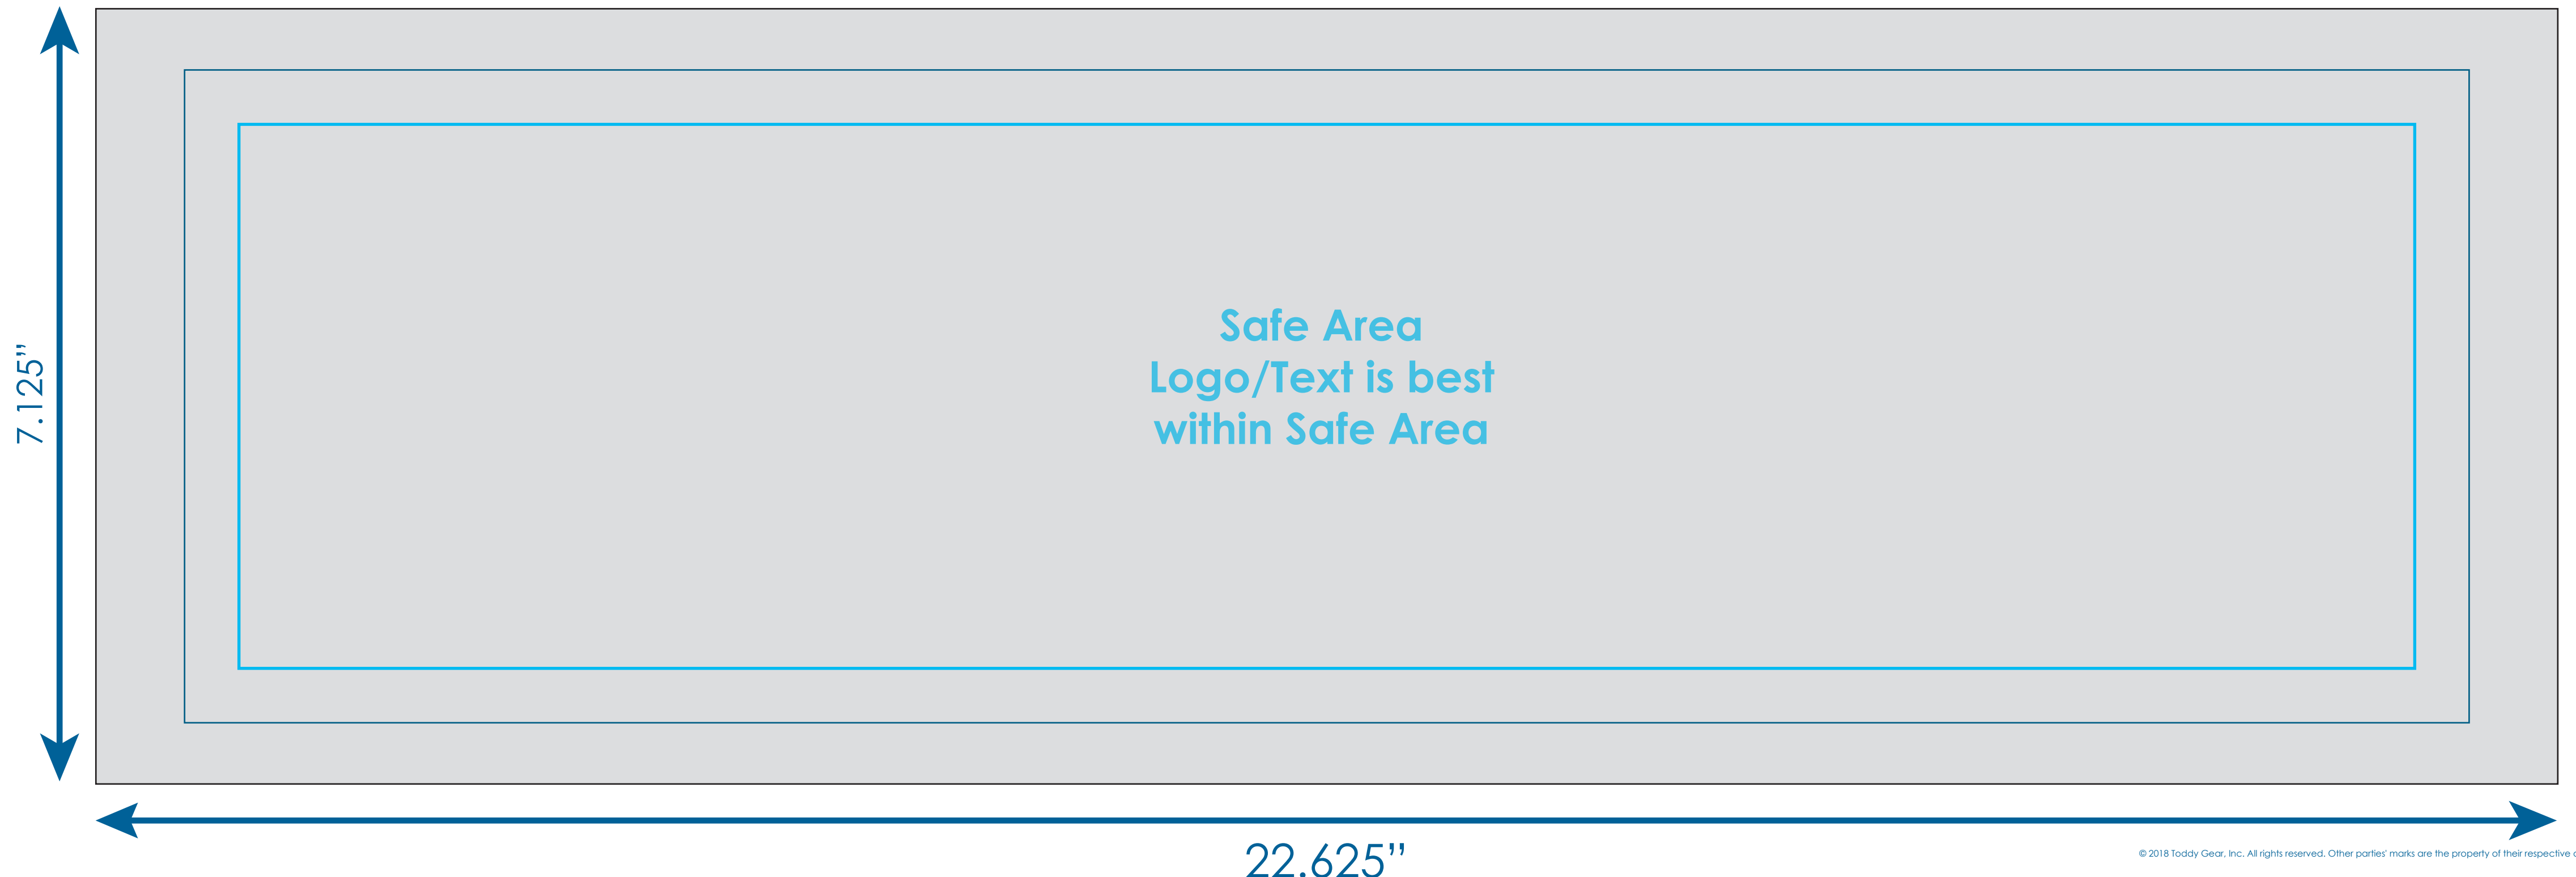 7.125”
Safe Area
Logo/Text is best
within Safe Area
22.625”
© 2018 Toddy Gear, Inc. All rights reserved. Other parties' marks are the property of their respective